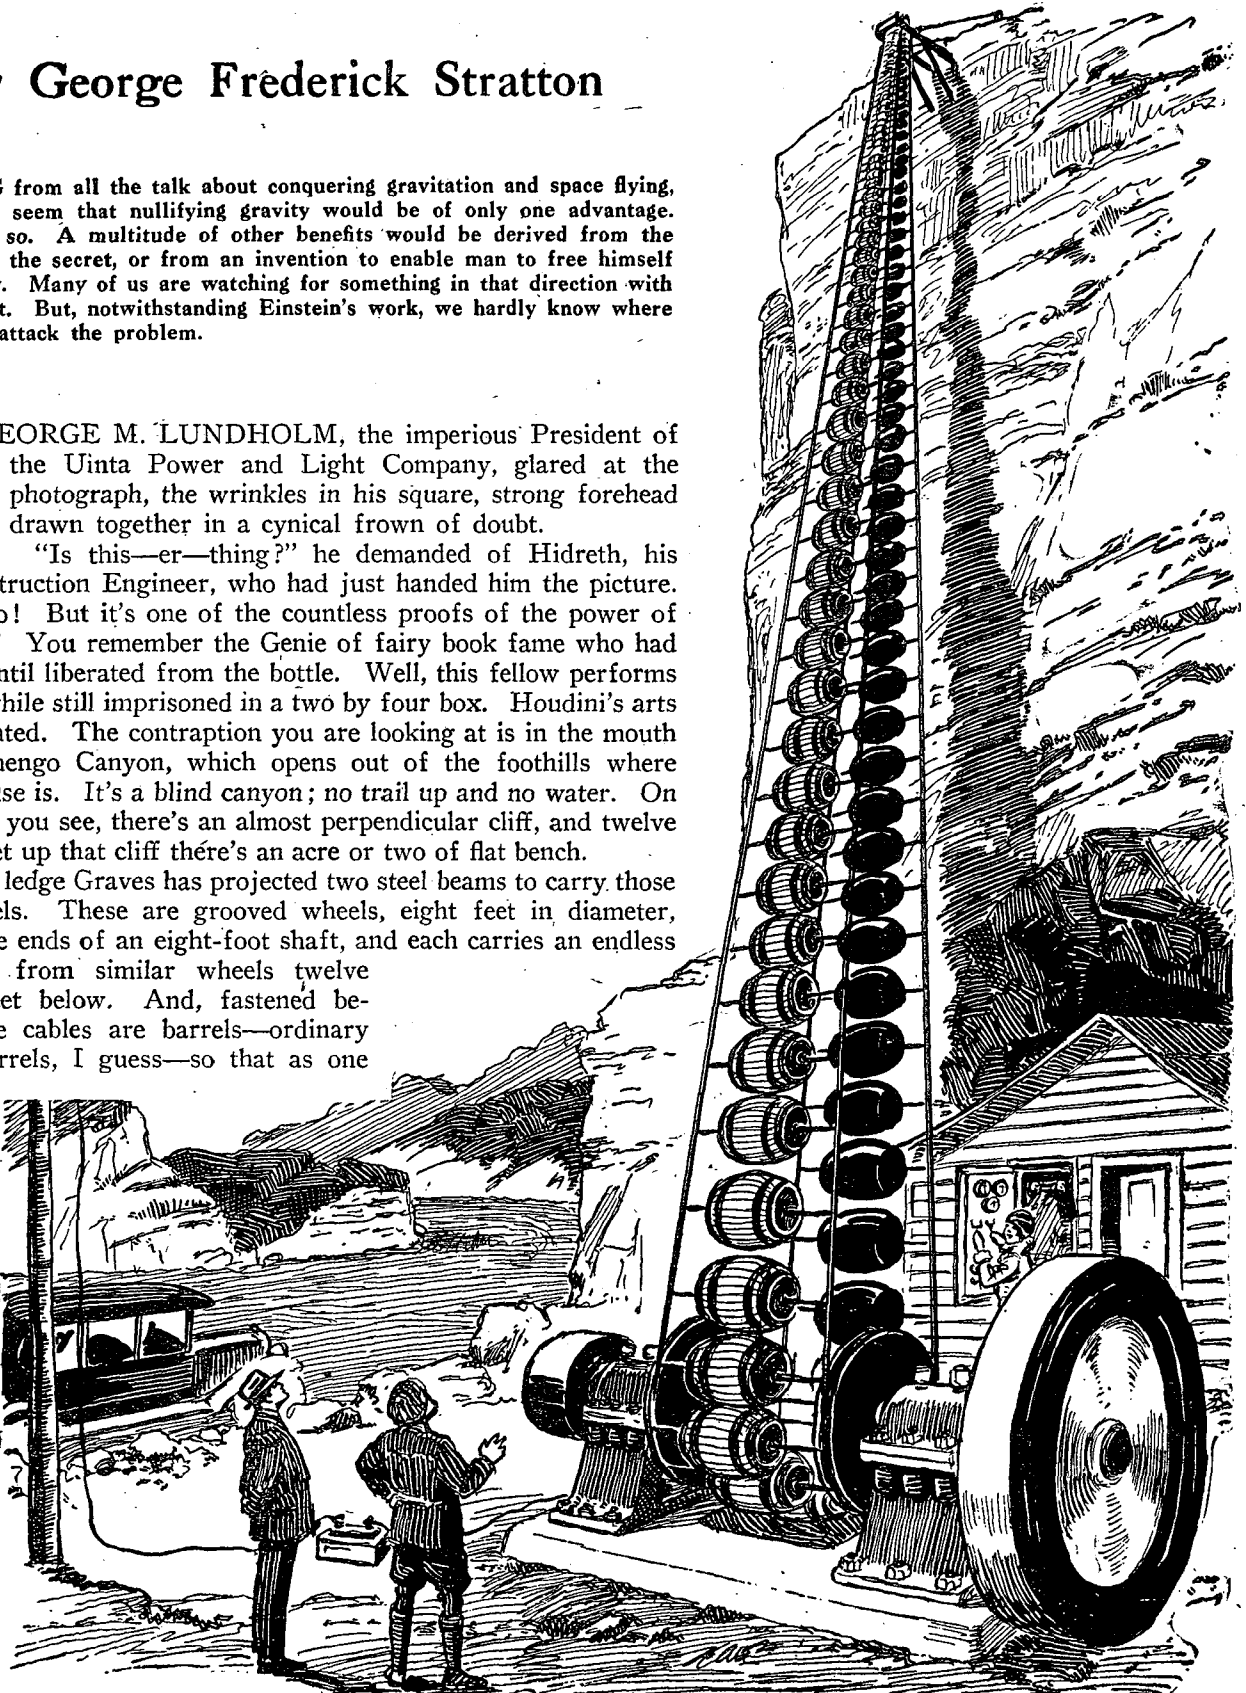 George Frederick Stratton
from all the talk about conquering gravitation and space flying,
seem that nullifying gravity would be of only one advantage.
so. A multitude of other benefits would be derived from the
the secret, or from an invention to enable man to free himself
Many of us are watching for something in that direction with
t. But, notwithstanding Einstein's work, we hardly know where
attack the problem.
EORGE M. LUNDHOLM, the imperious President of
the Uinta Power and Light Company, glared at the
photograph, the wrinkles in his square, strong forehead
drawn together in a cynical frown of doubt.
"Is this—er—thing?" he demanded of Hidreth, his
truction Engineer, who had just handed him the picture.
o! But it's one of the countless proofs of the power of
You remember the Genie of fairy book fame who had
ntil liberated from the bottle. Well, this fellow performs
hile still imprisoned in a two by four box. Houdini's arts
ted. The contraption you are looking at is in the mouth
engo Canyon, which opens out of the foothills where
se is. It's a blind canyon; no trail up and no water. On
you see, there's an almost perpendicular cliff, and twelve
et up that cliff there's an acre or two of flat bench.
ledge Graves has projected two steel beams to carry those
els. These are grooved wheels, eight feet in diameter,
e ends of an eight-foot shaft, and each carries an endless
from similar wheels twelve
et below. And, fastened be-
e cables are barrels—ordinary
rrels, I guess—so that as one